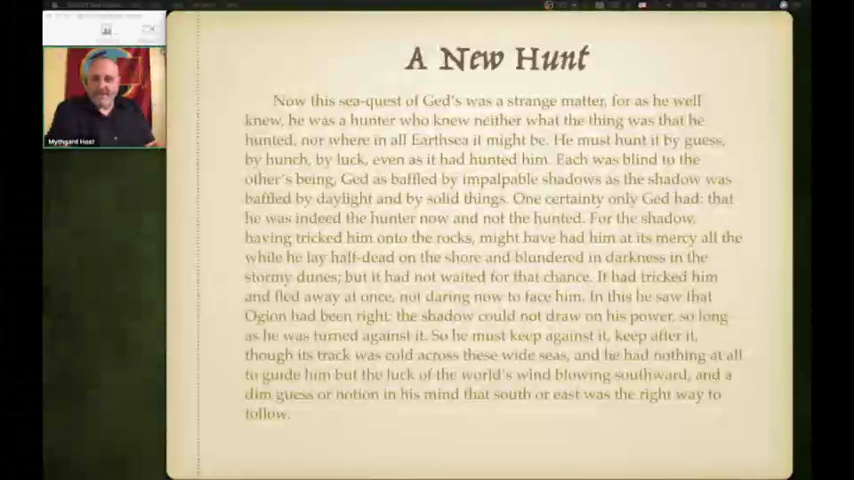 A New Hunt
Now this sea-quest of Ged's was a strange matter, for as he well
knew, he was a hunter who knew neither what the thing was that he
hunted, nor where in all Earthsea it might be. He must hunt it by guess,
by hunch, by luck, even as it had hunted him. Each was blind to the
other's being, Ged as baffled by impalpable shadows as the shadow was
baffled by daylight and by solid things. One certainty only Ged had: that
he was indeed the hunter now and not the hunted. For the shadow,
having tricked him onto the rocks, might have had him at its mercy all the
while he lay half-dead on the shore and blundered in darkness in the
stormy dunes; but it had not waited for that chance. It had tricked him
and fled away at once, not daring now to face him. In this he saw that
Ogion had been right: the shadow could not draw on his power, so long
as he was turned against it. So he must keep against it, keep after it,
though its track was cold across these wide seas, and he had nothing at all
to guide him but the luck of the world's wind blowing southward, and a
dim guess or notion in his mind that south or east was the right way to
follow.
Mythgard Host